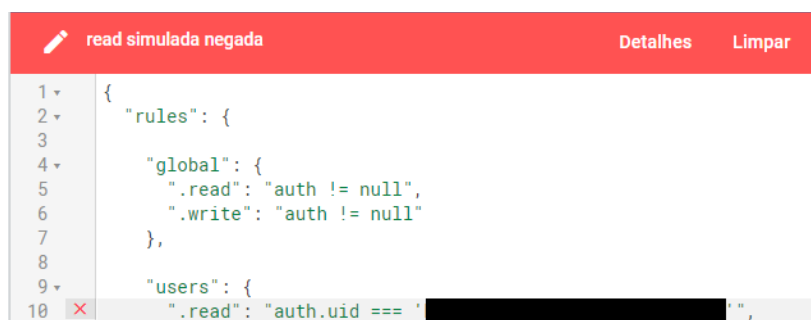 read simulada negada Detalhes Limpar
1 {
2 "rules": {
3
4 "global": {
5 ".read": "auth != null",
6 ".write": "auth != null"
7 },
8
9 "users": {
10 ".read": "auth.uid === ' '",